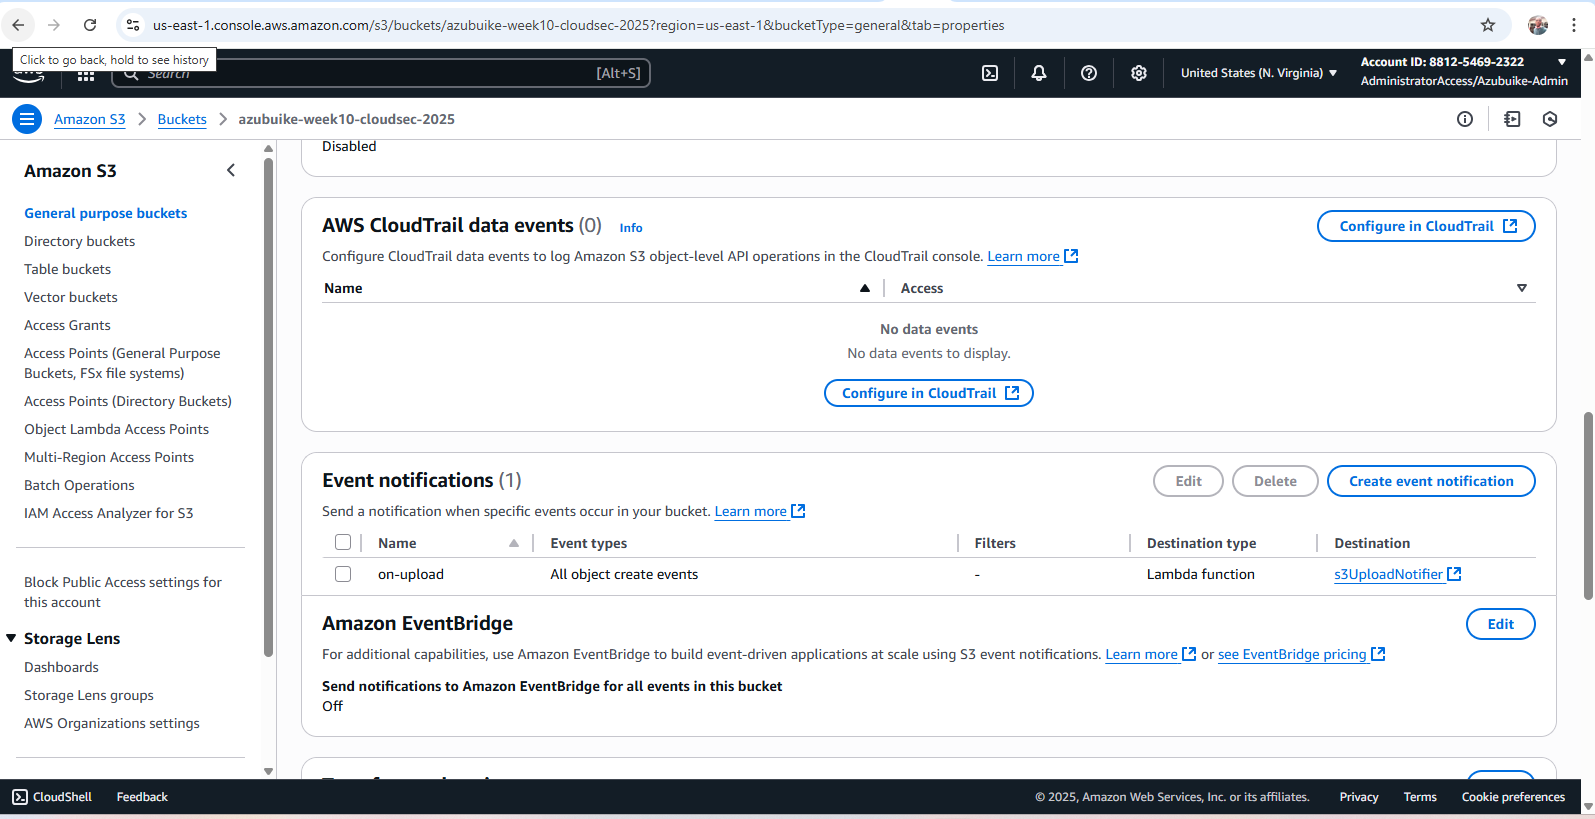 us-east-1.console.aws.amazon.com/s3/buckets/azubuike-week10-cloudsec-2025?region=us-east-1&bucketType=general&tab=properties
Click to go back, hold to see history
aws
Search
[Alt+S]
United States (N. Virginia)
Account ID: 8812-5469-2322
AdministratorAccess/Azubuike-Admin
Amazon S3
Buckets
azubuike-week10-cloudsec-2025
Amazon S3
General purpose buckets
Directory buckets
Table buckets
Vector buckets
Access Grants
Access Points (General Purpose
Buckets, FSx file systems)
Access Points (Directory Buckets)
Object Lambda Access Points
Multi-Region Access Points
Batch Operations
IAM Access Analyzer for S3
Block Public Access settings for
this account
Storage Lens
Dashboards
Storage Lens groups
AWS Organizations settings
Disabled
AWS CloudTrail data events (0) Info
Configure in CloudTrail
Configure CloudTrail data events to log Amazon S3 object-level API operations in the CloudTrail console. Learn more
Name Access
No data events
No data events to display.
Configure in CloudTrail
Event notifications (1)
Edit Delete Create event notification
Send a notification when specific events occur in your bucket. Learn more
Name Event types Filters Destination type Destination
on-upload All object create events - Lambda function s3UploadNotifier
Amazon EventBridge
Edit
For additional capabilities, use Amazon EventBridge to build event-driven applications at scale using S3 event notifications. Learn more or see EventBridge pricing
Send notifications to Amazon EventBridge for all events in this bucket
Off
CloudShell Feedback
© 2025, Amazon Web Services, Inc. or its affiliates. Privacy Terms Cookie preferences